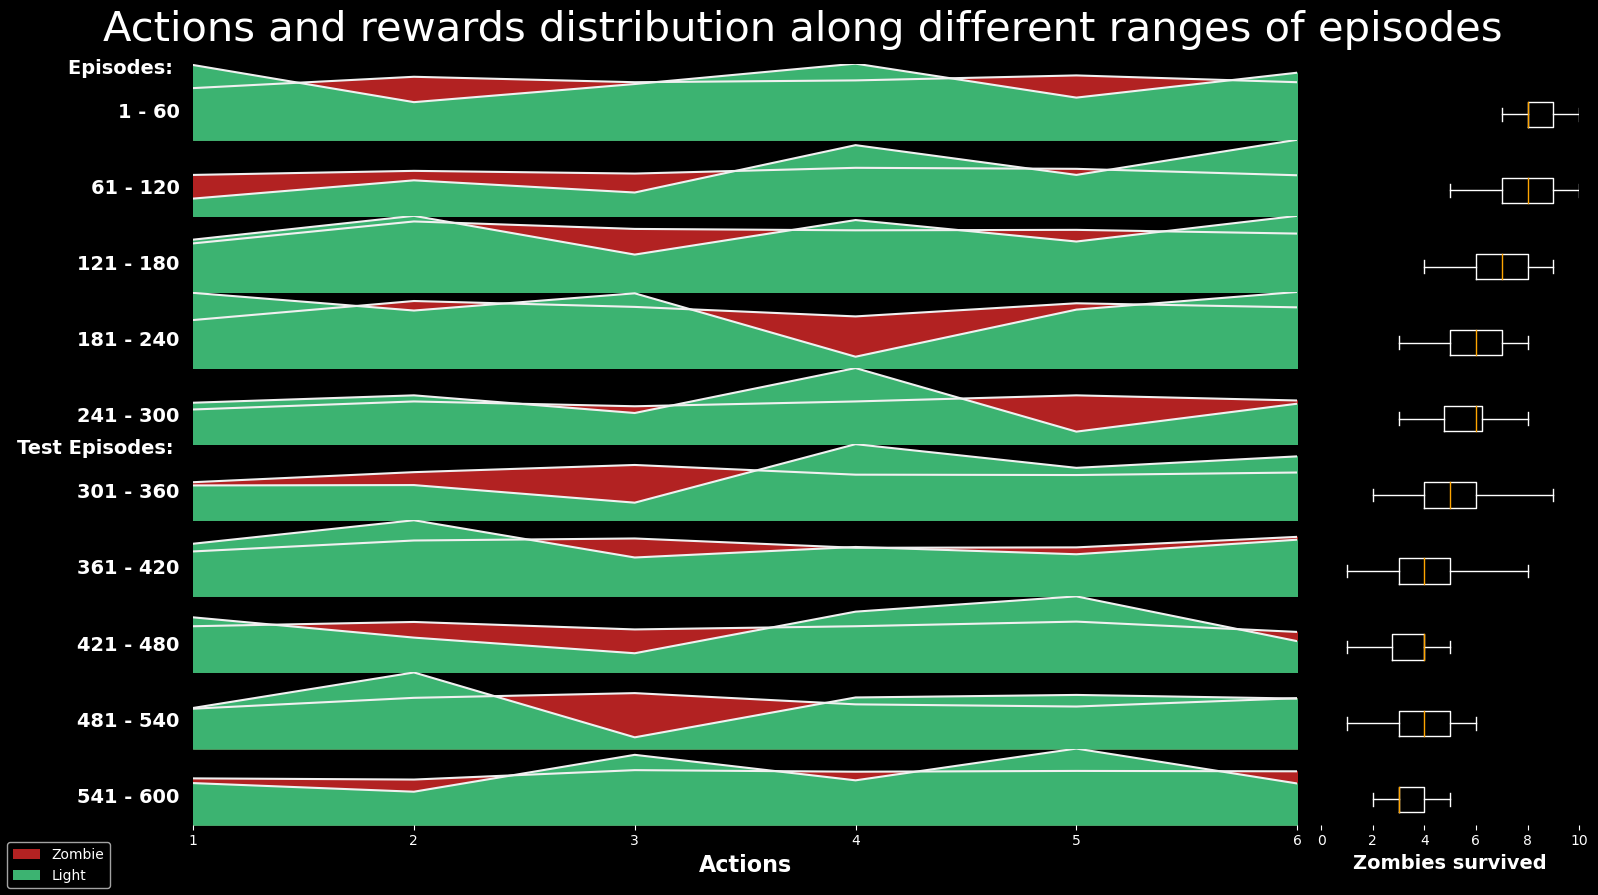 Actions and rewards distribution along different ranges of episodes
Episodes:
1 - 60
61 - 120
121 - 180
181 - 240
241 - 300
Test Episodes:
301 - 360
361 - 420
421 - 480
481 - 540
541 - 600
1 2 3 4 5 6 0 2 4 6 8 10
Actions
Zombies survived
Zombie
Light